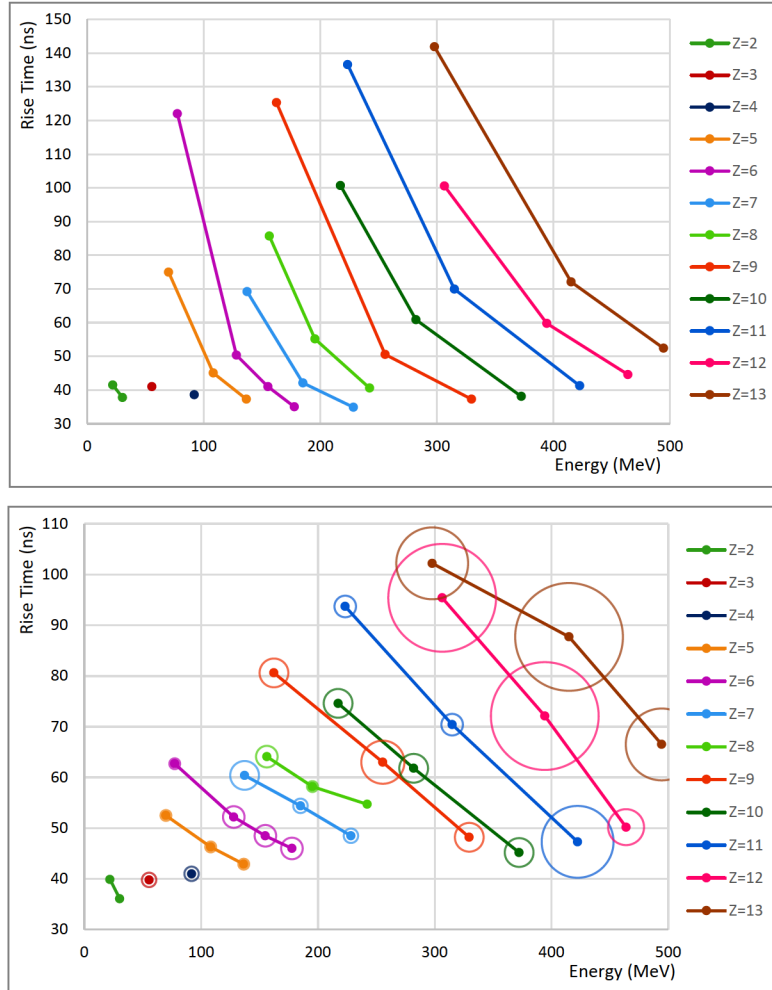 150
140
130
120
110
100
90
80
70
60
50
40
30
Rise Time (ns)
0 100 200 300 400 500
Energy (MeV)
Z=2
Z=3
Z=4
Z=5
Z=6
Z=7
Z=8
Z=9
Z=10
Z=11
Z=12
Z=13
110
100
90
80
70
60
50
40
30
Rise Time (ns)
0 100 200 300 400 500
Energy (MeV)
Z=2
Z=3
Z=4
Z=5
Z=6
Z=7
Z=8
Z=9
Z=10
Z=11
Z=12
Z=13